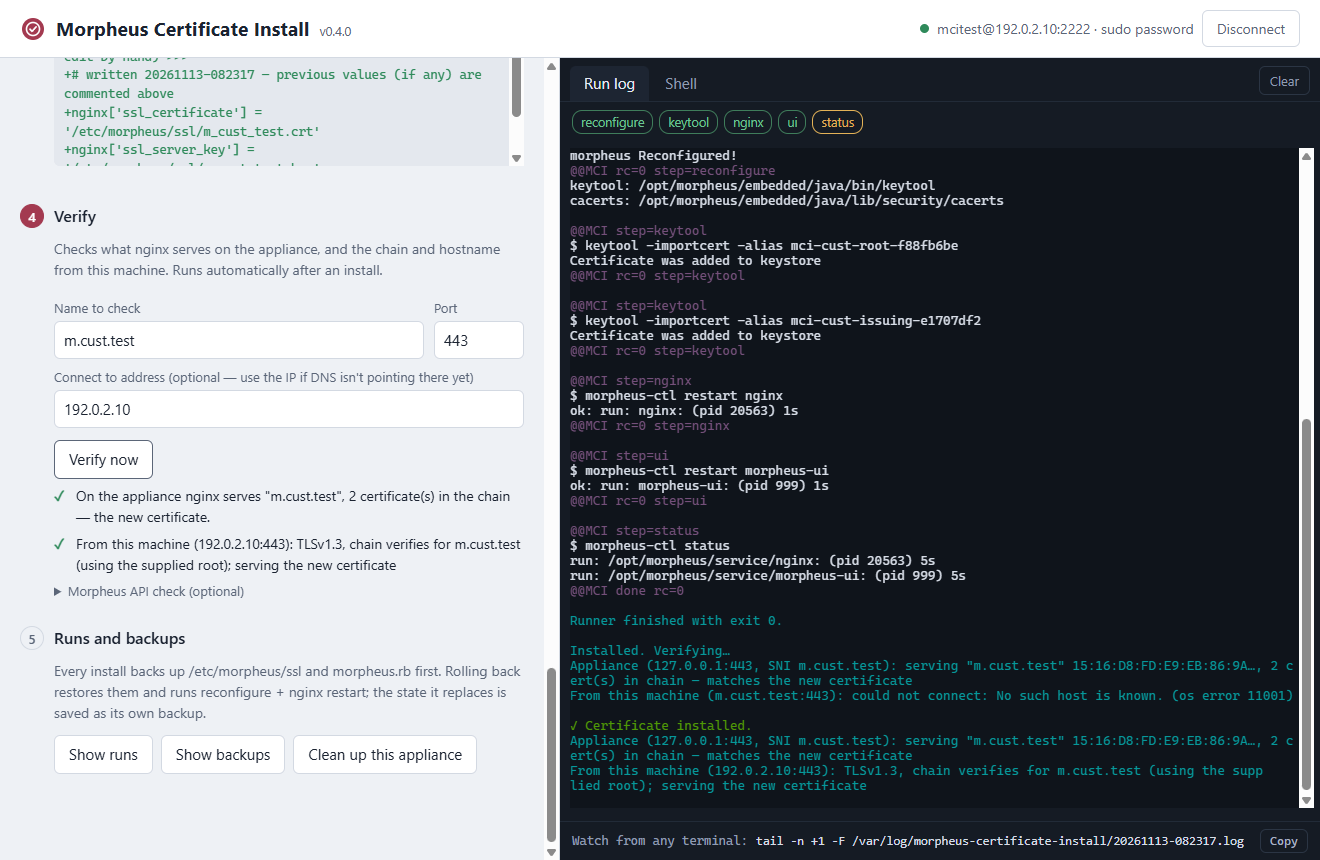 Morpheus Certificate Install v0.4.0
mcitest@192.0.2.10:2222 · sudo password
Disconnect
+# written 20261113-082317 — previous values (if any) are
commented above
+nginx['ssl_certificate'] =
'/etc/morpheus/ssl/m_cust_test.crt'
+nginx['ssl_server_key'] =
4 Verify
Checks what nginx serves on the appliance, and the chain and hostname
from this machine. Runs automatically after an install.
Name to check
Port
m.cust.test
443
Connect to address (optional — use the IP if DNS isn't pointing there yet)
192.0.2.10
Verify now
✓ On the appliance nginx serves "m.cust.test", 2 certificate(s) in the chain
— the new certificate.
✓ From this machine (192.0.2.10:443): TLSv1.3, chain verifies for m.cust.test
(using the supplied root); serving the new certificate
▶ Morpheus API check (optional)
5 Runs and backups
Every install backs up /etc/morpheus/ssl and morpheus.rb first. Rolling back
restores them and runs reconfigure + nginx restart; the state it replaces is
saved as its own backup.
Show runs
Show backups
Clean up this appliance
Run log
Shell
Clear
reconfigure
keytool
nginx
ui
status
morpheus Reconfigured!
@@MCI rc=0 step=reconfigure
keytool: /opt/morpheus/embedded/java/bin/keytool
cacerts: /opt/morpheus/embedded/java/lib/security/cacerts
@@MCI step=keytool
$ keytool -importcert -alias mci-cust-root-f88fb6be
Certificate was added to keystore
@@MCI rc=0 step=keytool
@@MCI step=keytool
$ keytool -importcert -alias mci-cust-issuing-e1707df2
Certificate was added to keystore
@@MCI rc=0 step=keytool
@@MCI step=nginx
$ morpheus-ctl restart nginx
ok: run: nginx: (pid 20563) 1s
@@MCI rc=0 step=nginx
@@MCI step=ui
$ morpheus-ctl restart morpheus-ui
ok: run: morpheus-ui: (pid 999) 1s
@@MCI rc=0 step=ui
@@MCI step=status
$ morpheus-ctl status
run: /opt/morpheus/service/nginx: (pid 20563) 5s
run: /opt/morpheus/service/morpheus-ui: (pid 999) 5s
@@MCI done rc=0
Runner finished with exit 0.
Installed. Verifying…
Appliance (127.0.0.1:443, SNI m.cust.test): serving "m.cust.test" 15:16:D8:FD:E9:EB:86:9A…, 2 c
ert(s) in chain — matches the new certificate
From this machine (m.cust.test:443): could not connect: No such host is known. (os error 11001)
✓ Certificate installed.
Appliance (127.0.0.1:443, SNI m.cust.test): serving "m.cust.test" 15:16:D8:FD:E9:EB:86:9A…, 2 c
ert(s) in chain — matches the new certificate
From this machine (192.0.2.10:443): TLSv1.3, chain verifies for m.cust.test (using the supp
lied root); serving the new certificate
Watch from any terminal: tail -n +1 -F /var/log/morpheus-certificate-install/20261113-082317.log
Copy